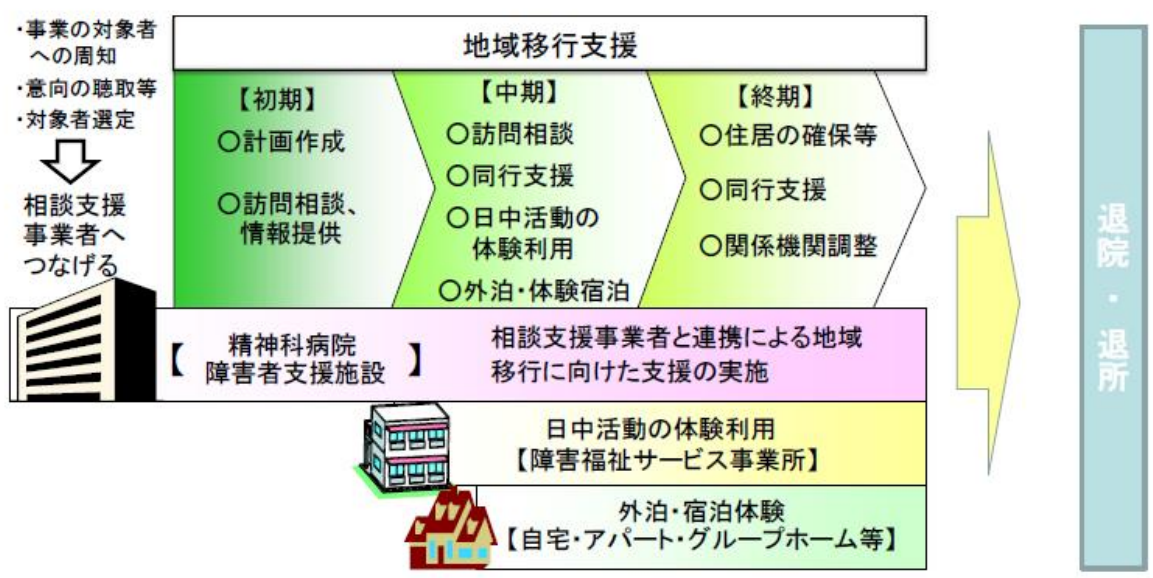 ・事業の対象者
への周知
・意向の聴取等
・対象者選定
相談支援
事業者へ
つなげる
地域移行支援
【初期】
〇計画作成
〇訪問相談、
情報提供
【中期】
〇訪問相談
〇同行支援
〇日中活動の
体験利用
〇外泊・体験宿泊
【終期】
〇住居の確保等
〇同行支援
〇関係機関調整
【 精神科病院
障害者支援施設 】
相談支援事業者と連携による地域
移行に向けた支援の実施
日中活動の体験利用
【障害福祉サービス事業所】
外泊・宿泊体験
【自宅・アパート・グループホーム等】
退院・退所